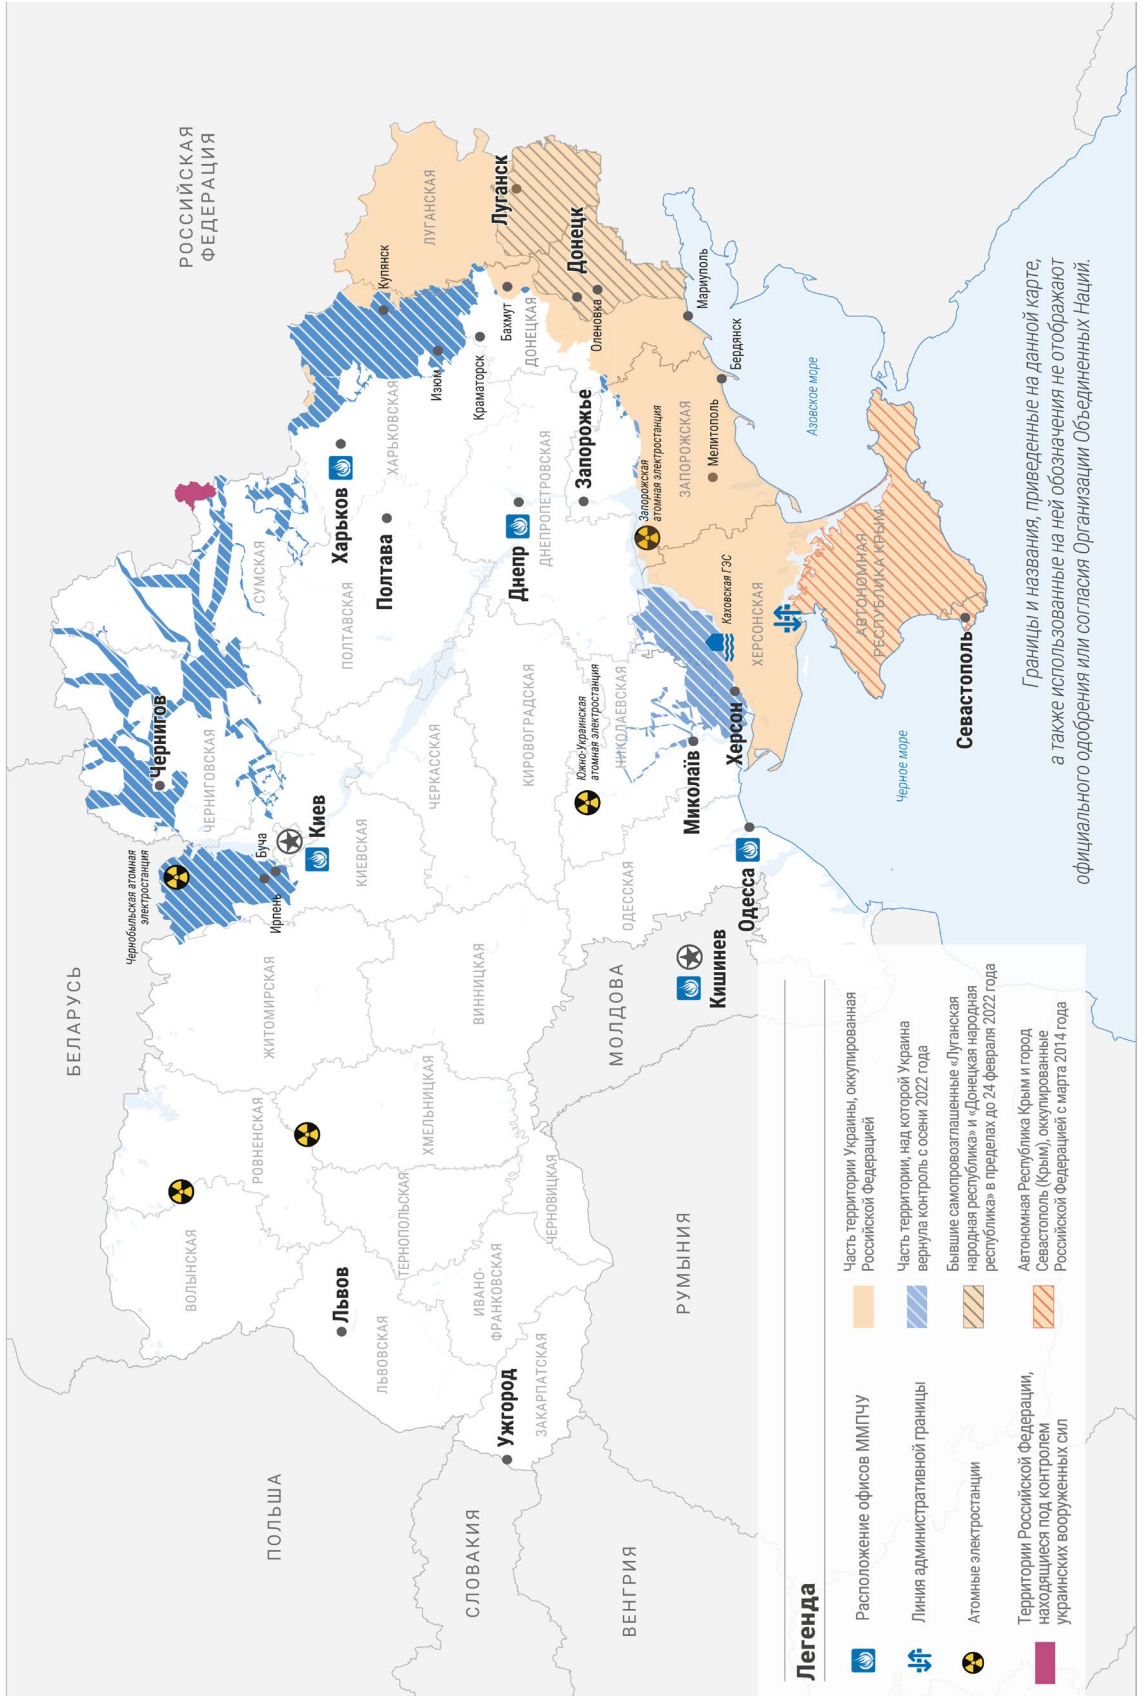 РОССИЙСКАЯ
ФЕДЕРАЦИЯ
БЕЛАРУСЬ
ПОЛЬША
СЛОВАКИЯ
ВЕНГРИЯ
РУМЫНИЯ
МОЛДОВА
ВОЛЫНСКАЯ
РОВНЕНСКАЯ
ЖИТОМИРСКАЯ
Чернобыльская атомная
электростанция
Ирпень
Буча
Киев
КИЕВСКАЯ
ЧЕРНИГОВСКАЯ
Чернигов
СУМСКАЯ
Львов
ЛЬВОВСКАЯ
ТЕРНОПОЛЬСКАЯ
ХМЕЛЬНИЦКАЯ
ВИННИЦКАЯ
ЧЕРКАССКАЯ
ПОЛТАВСКАЯ
Полтава
Харьков
ХАРЬКОВСКАЯ
Купянск
Изюм
Краматорск
ЛУГАНСКАЯ
Луганск
Бахмут
ДОНЕЦКАЯ
Донецк
Оленовка
Ужгород
ЗАКАРПАТСКАЯ
ИВАНО-
ФРАНКОВСКАЯ
ЧЕРНОВИЦКАЯ
КИРОВОГРАДСКАЯ
Днепр
ДНЕПРОПЕТРОВСКАЯ
Запорожье
Южно-Украинская
атомная электростанция
НИКОЛАЕВСКАЯ
ОДЕССКАЯ
Кишинев
Одесса
Миколаїв
Херсон
Каховская ГЭС
ХЕРСОНСКАЯ
Запорожская
атомная электростанция
ЗАПОРОЖСКАЯ
Мелитополь
Бердянск
Мариуполь
Азовское море
АВТОНОМНАЯ
РЕСПУБЛИКА КРЫМ
Черное море
Севастополь
Границы и названия, приведенные на данной карте,
а также использованные на ней обозначения не отображают
официального одобрения или согласия Организации Объединенных Наций.
Легенда
Расположение офисов ММПЧУ
Линия административной границы
Атомные электростанции
Территории Российской Федерации,
находящиеся под контролем
украинских вооруженных сил
Часть территории Украины, оккупированная
Российской Федерацией
Часть территории, над которой Украина
вернула контроль с осени 2022 года
Бывшие самопровозглашенные «Луганская
народная республика» и «Донецкая народная
республика» в пределах до 24 февраля 2022 года
Автономная Республика Крым и город
Севастополь (Крым), оккупированные
Российской Федерацией с марта 2014 года